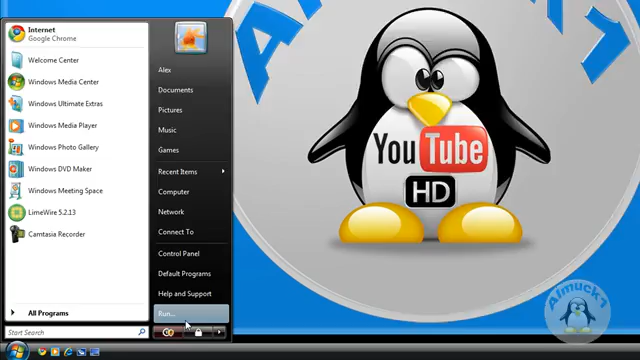 Internet
Google Chrome
Welcome Center
Windows Media Center
Windows Ultimate Extras
Windows Media Player
Windows Photo Gallery
Windows DVD Maker
Windows Meeting Space
LimeWire 5.2.13
Camtasia Recorder
All Programs
Start Search
Alex
Documents
Pictures
Music
Games
Recent Items
Computer
Network
Connect To
Control Panel
Default Programs
Help and Support
Run...
You Tube
HD
Almuck1